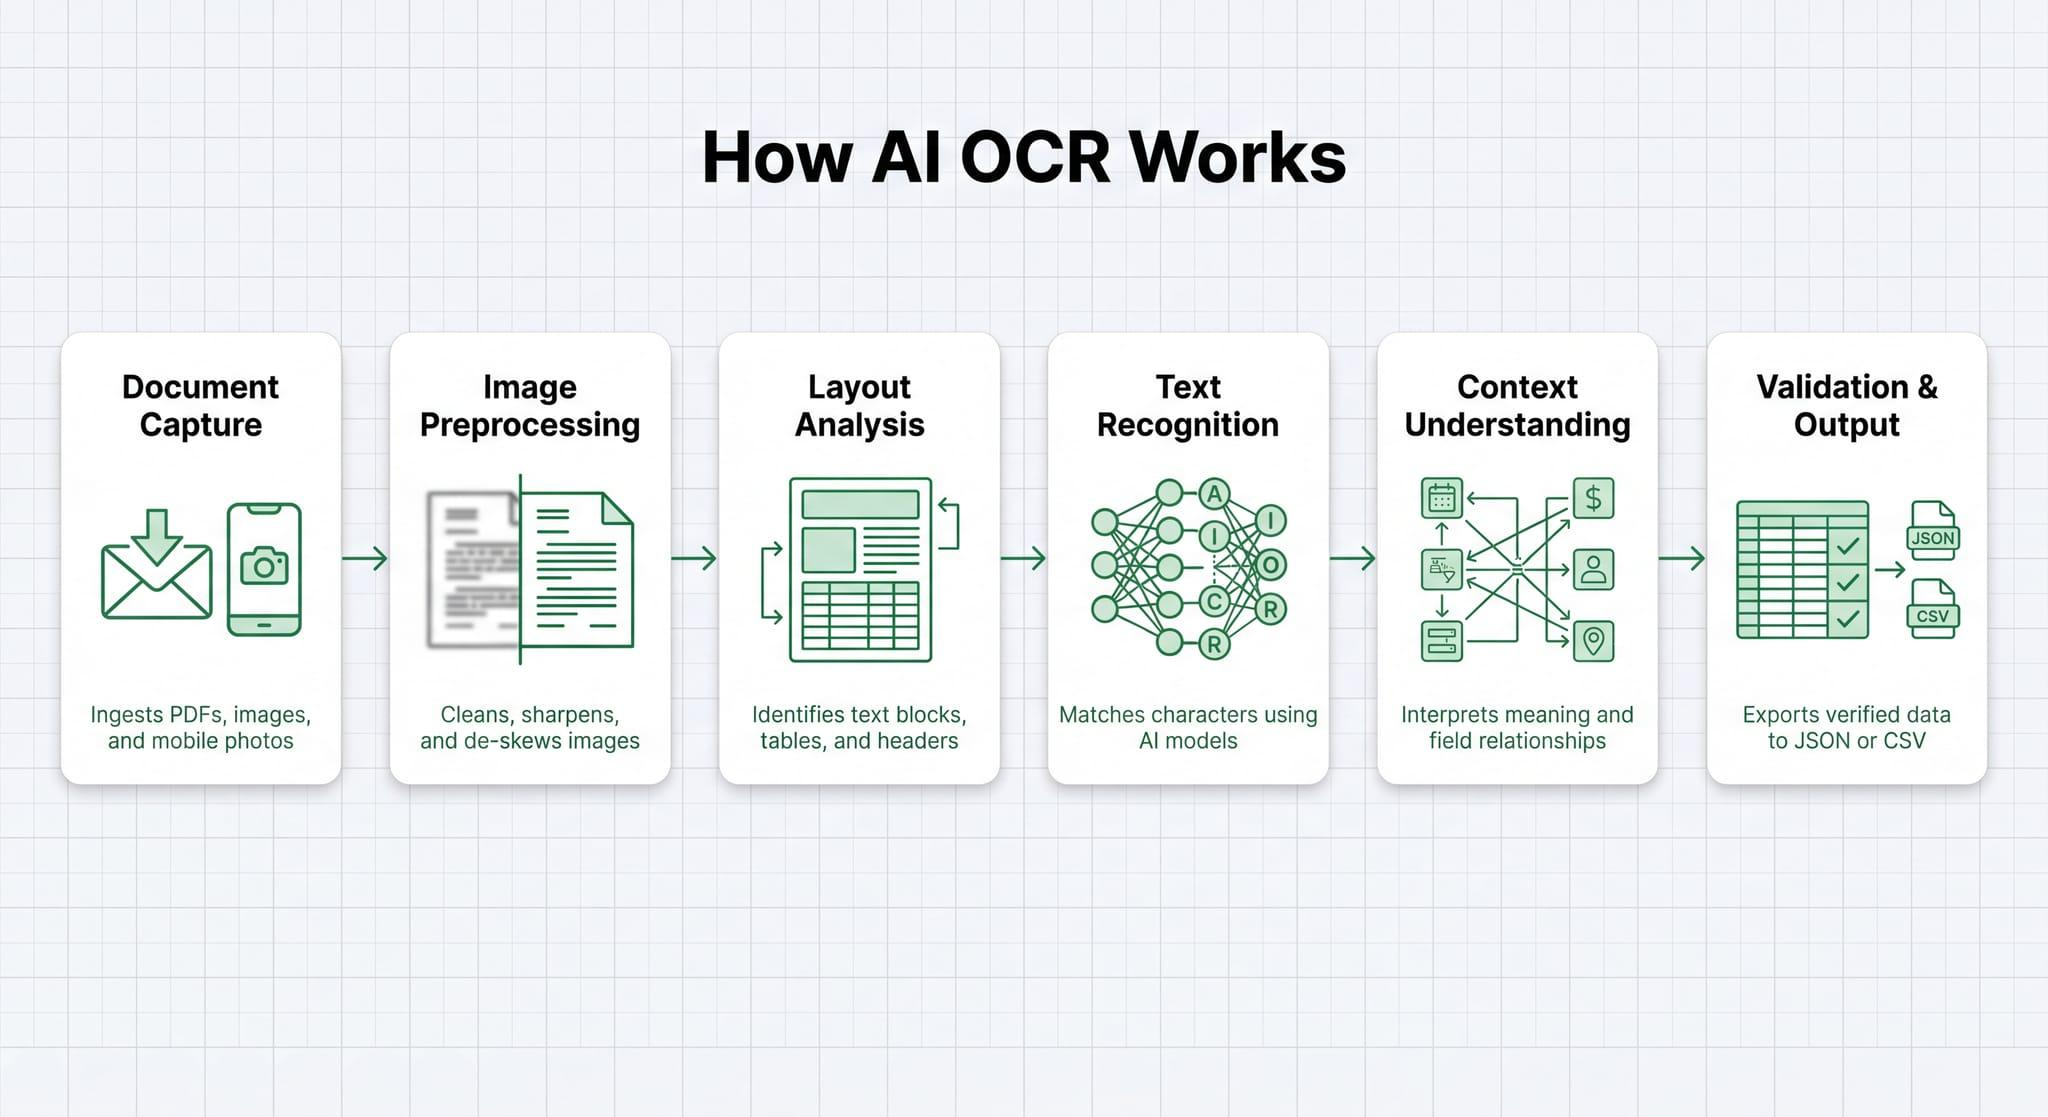 How AI OCR Works
Document
Capture
Ingests PDFs, images,
and mobile photos
Image
Preprocessing
Cleans, sharpens,
and de-skews images
Layout
Analysis
Identifies text blocks,
tables, and headers
Text
Recognition
A
I
I
O
C
R
R
Matches characters using
AI models
Context
Understanding
$
Interprets meaning and
field relationships
Validation &
Output
JSON
CSV
Exports verified data
to JSON or CSV